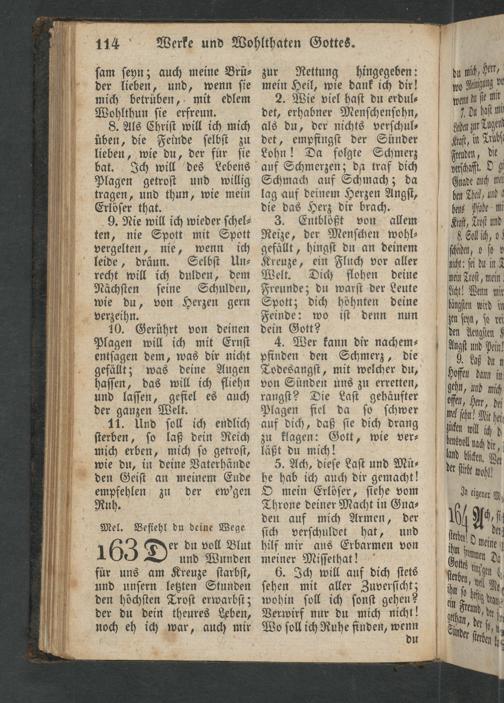 114 Werke und Wohlthaten Gottes.
sam seyn; auch meine Brü-
der lieben, und, wenn sie
mich betrüben, mit edlem
Wohlthun sie erfreun.
8. Als Christ will ich mich
üben, die Feinde selbst zu
lieben, wie du, der für sie
bat. Ich will des Lebens
Plagen getrost und willig
tragen, und thun, wie mein
Erlöser that.
9. Nie will ich wieder schel-
ten, nie Spott mit Spott
vergelten, nie, wenn ich
leide, dräun. Selbst Un-
recht will ich dulden, dem
Nächsten seine Schulden,
wie du, von Herzen gern
verzeihn.
10. Gerührt von deinen
Plagen will ich mit Ernst
entsagen dem, was dir nicht
gefällt; was deine Augen
hassen, das will ich fliehn
und lassen, gefiel es auch
der ganzen Welt.
11. Und soll ich endlich
sterben, so laß dein Reich
mich erben, mich so getrost,
wie du, in deine Vaterhände
den Geist an meinem Ende
empfehlen zu der ew'gen
Ruh.
Mel. Befiehl du deine Wege
163 Der du voll Blut
und Wunden
für uns am Kreuze starbst,
und unsern letzten Stunden
den höchsten Trost erwarbst;
der du dein theures Leben,
noch eh ich war, auch mir
zur Rettung hingegeben:
mein Heil, wie dank ich dir!
2. Wie viel hast du erdul-
det, erhabner Menschensohn,
als du, der nichts verschul-
det, empfingst der Sünder
Lohn! Da folgte Schmerz
auf Schmerzen; da traf dich
Schmach auf Schmach; da
lag auf deinem Herzen Angst,
die das Herz dir brach.
3. Entblößt von allem
Reize, der Menschen wohl-
gefällt, hingst du an deinem
Kreuze, ein Fluch vor aller
Welt. Dich flohen deine
Freunde; du warst der Leute
Spott; dich höhnten deine
Feinde: wo ist denn nun
dein Gott?
4. Wer kann dir nachem-
pfinden den Schmerz, die
Todesangst, mit welcher du,
von Sünden uns zu erretten,
rangst? Die Last gehäufter
Plagen fiel da so schwer
auf dich, daß sie dich drang
zu klagen: Gott, wie ver-
läßt du mich!
5. Ach, diese Last und Mü-
he hab ich auch dir gemacht!
O mein Erlöser, siehe vom
Throne deiner Macht in Gna-
den auf mich Armen, der
sich verschuldet hat, und
hilf mir aus Erbarmen von
meiner Missethat!
6. Ich will auf dich stets
sehen mit aller Zuversicht;
wohin soll ich sonst gehen?
Verwirf nur du mich nicht!
Wo soll ich Ruhe finden, wenn
du